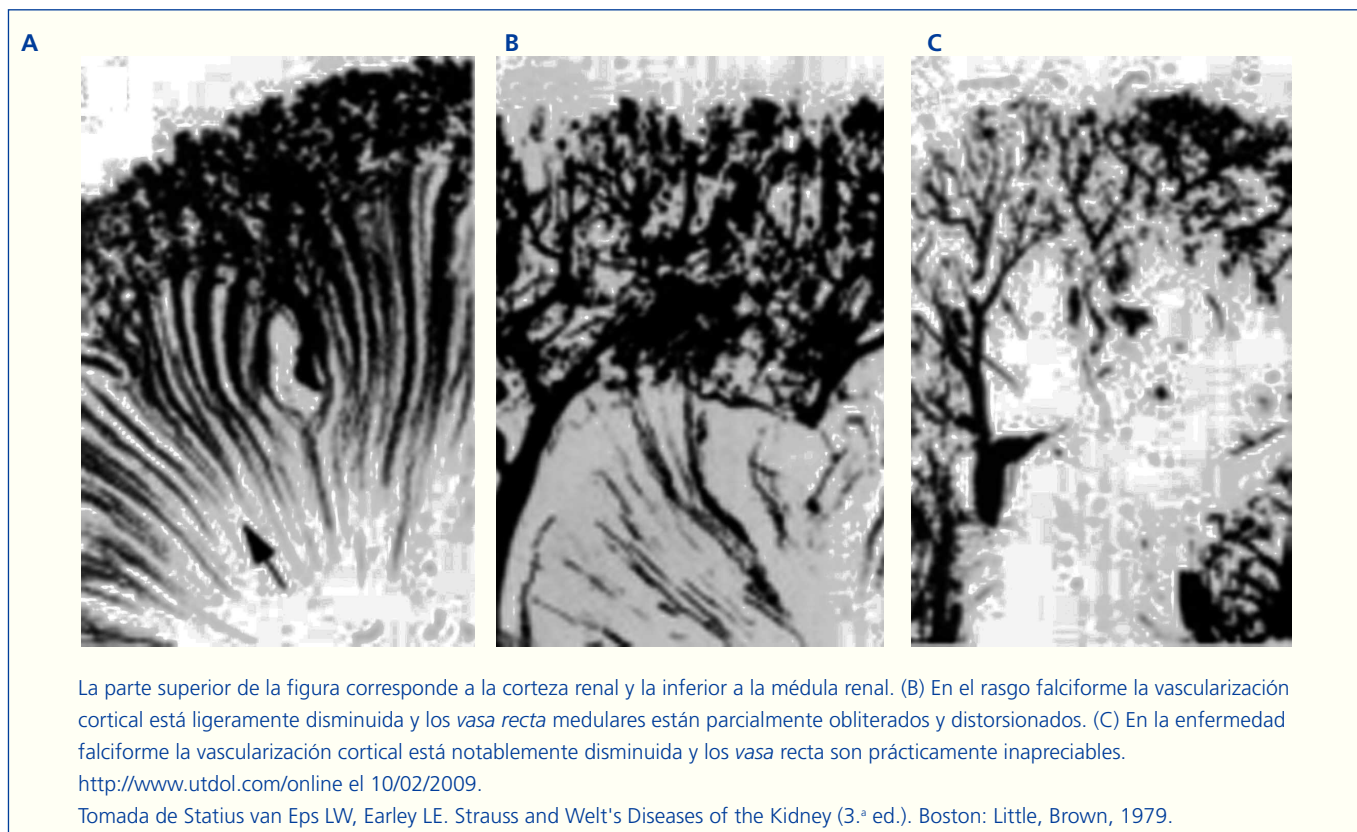 A B C
La parte superior de la figura corresponde a la corteza renal y la inferior a la médula renal. (B) En el rasgo falciforme la vascularización
cortical está ligeramente disminuida y los vasa recta medulares están parcialmente obliterados y distorsionados. (C) En la enfermedad
falciforme la vascularización cortical está notablemente disminuida y los vasa recta son prácticamente inapreciables.
http://www.utdol.com/online el 10/02/2009.
Tomada de Statius van Eps LW, Earley LE. Strauss and Welt's Diseases of the Kidney (3.ª ed.). Boston: Little, Brown, 1979.